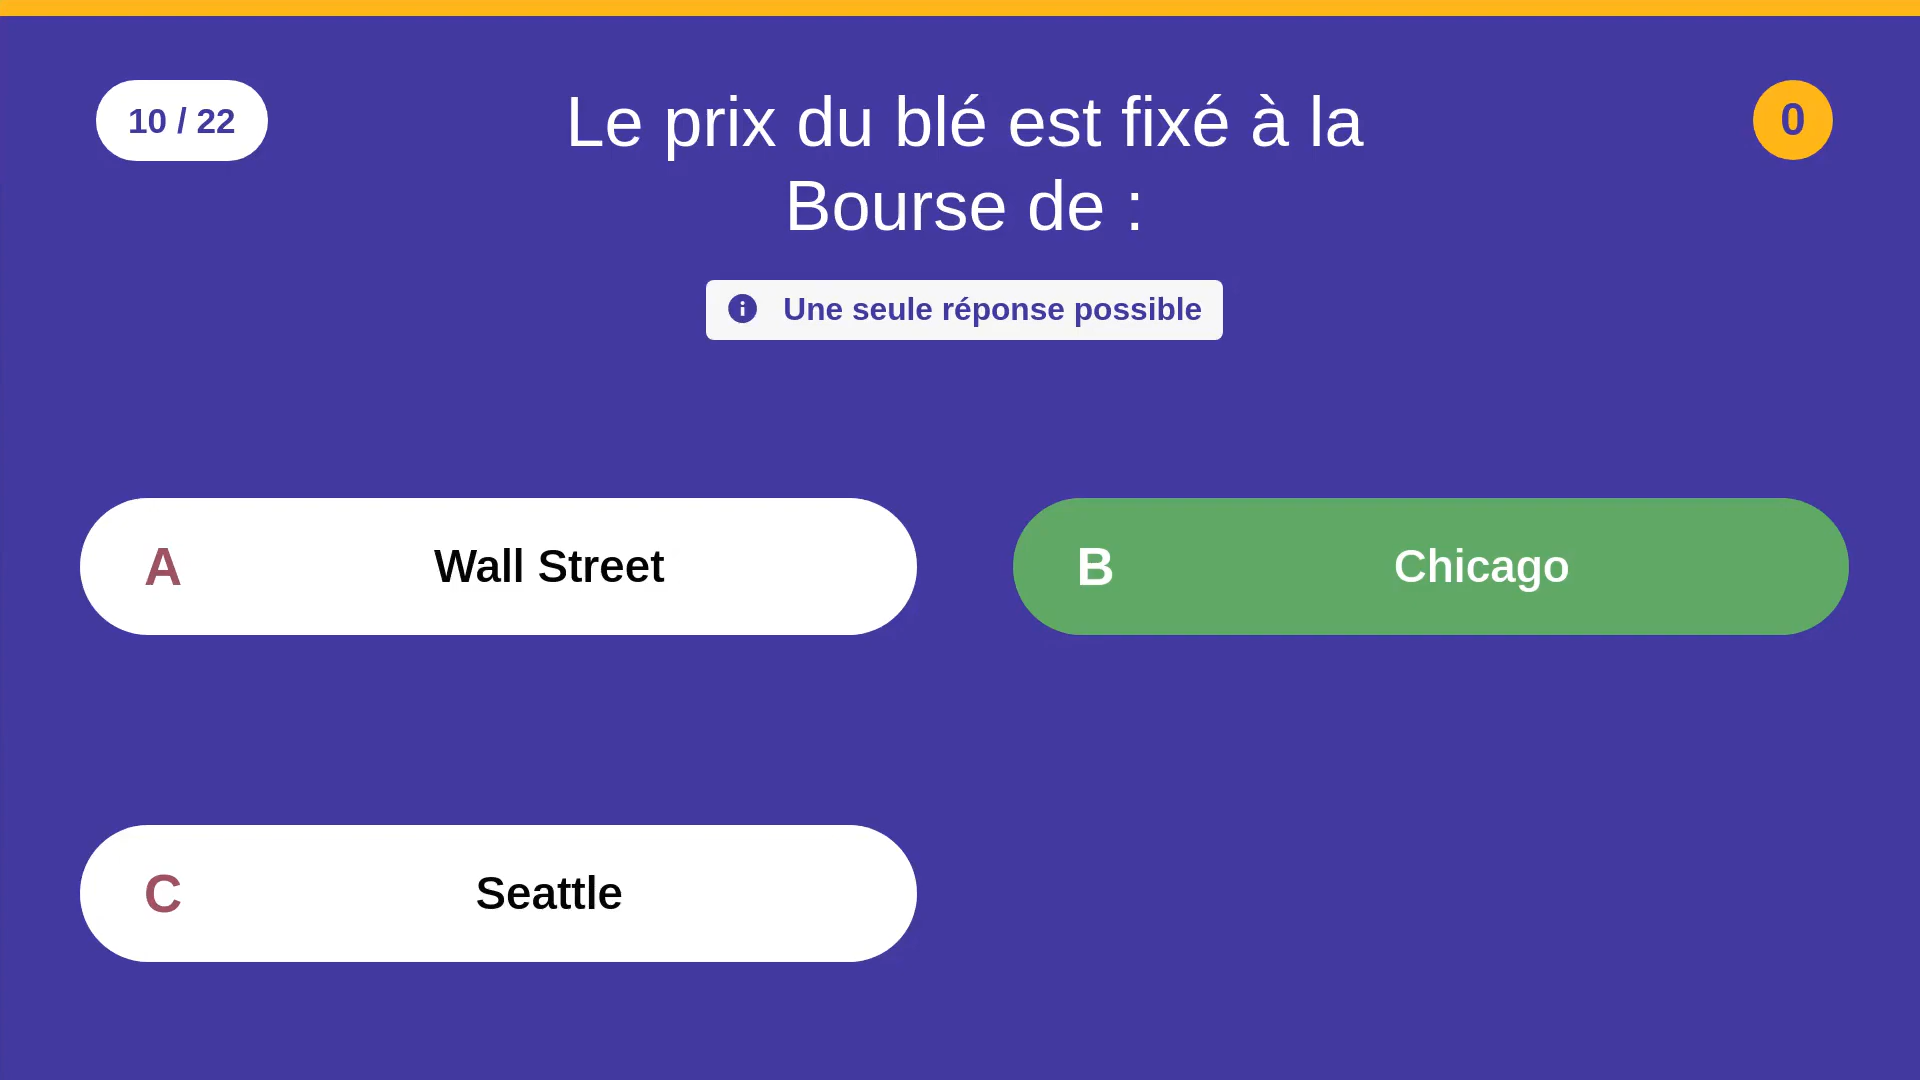 10 / 22
Le prix du blé est fixé à la
Bourse de :
0
Une seule réponse possible
A Wall Street
B Chicago
C Seattle